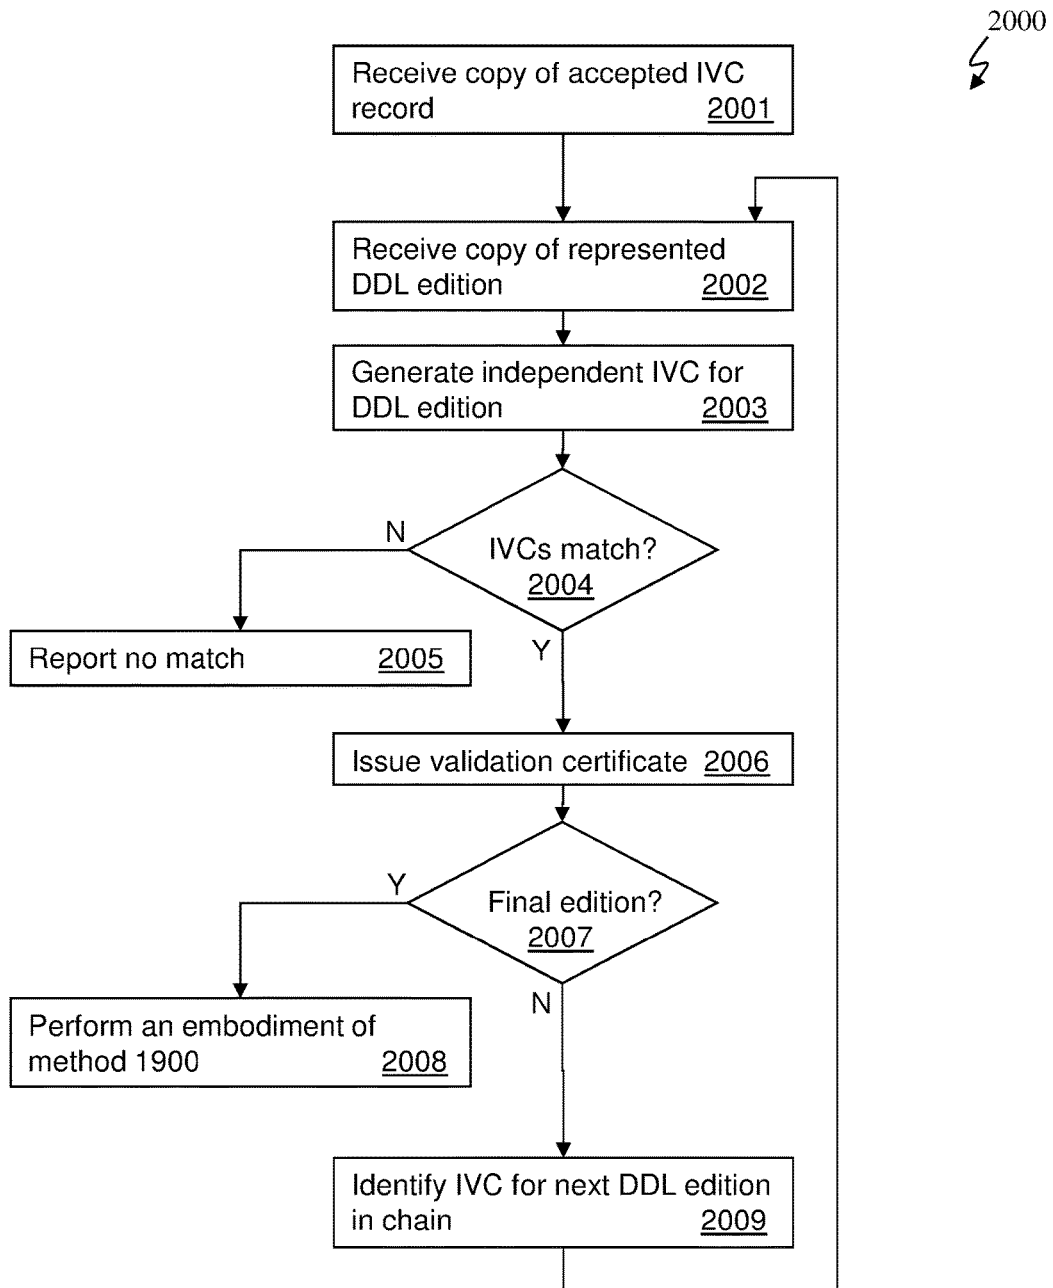 2000
Receive copy of accepted IVC
record 2001
Receive copy of represented
DDL edition 2002
Generate independent IVC for
DDL edition 2003
N
IVCs match?
2004
Report no match 2005
Y
Issue validation certificate 2006
Y
Final edition?
2007
N
Perform an embodiment of
method 1900 2008
Identify IVC for next DDL edition
in chain 2009